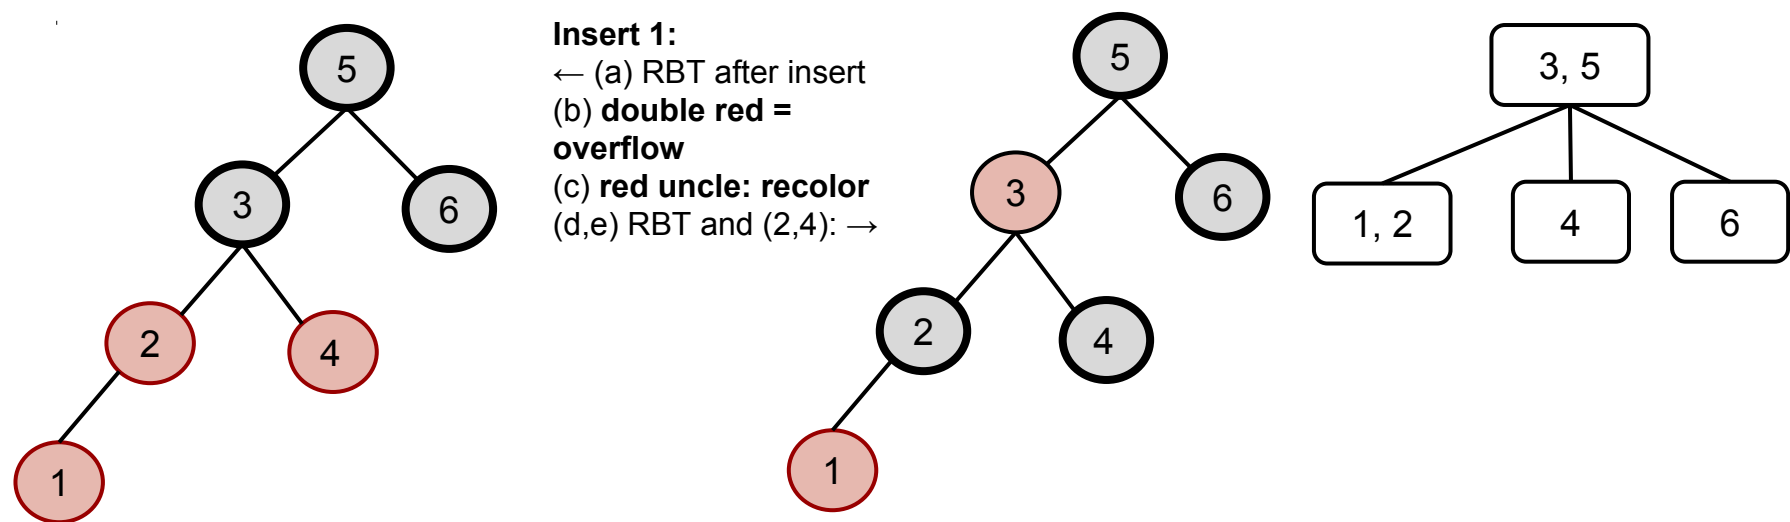 5
3
6
2
4
1
Insert 1:
← (a) RBT after insert
(b) double red =
overflow
(c) red uncle: recolor
(d,e) RBT and (2,4): →
5
3
6
2
4
1
3, 5
1, 2
4
6